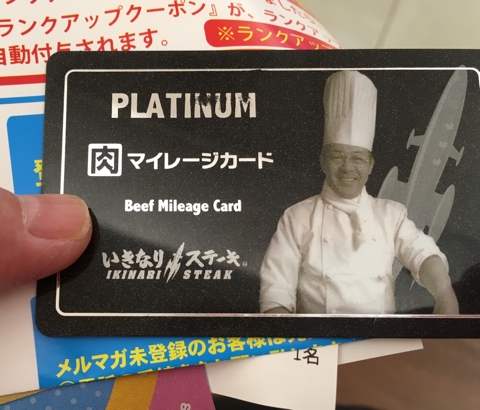 ランクアップクーポン』が、ランクア
自動付与されます。
※ランクアッ
PLATINUM
肉 マイレージカード
Beef Mileage Card
いきなりステーキ
IKINARI STEAK
メルマガ未登録のお客様は
1名